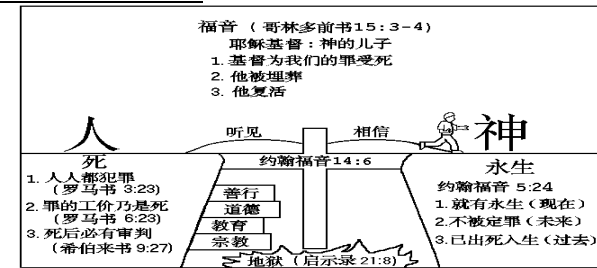 福音 ( 哥林多前书15：3-4)
耶稣基督：神的儿子
1. 基督为我们的罪受死
2. 他被埋葬
3. 他复活
人
听见
相信
神
死
1. 人人都犯罪
(罗马书 3:23)
2. 罪的工价乃是死
(罗马书 6:23)
3. 死后必有审判
(希伯来书 9:27)
约翰福音14:6
善行
道德
教育
宗教
地狱 (启示录 21:8)
永生
约翰福音 5:24
1. 就有永生 (现在)
2. 不被定罪 (未来)
3. 已出死入生 (过去)